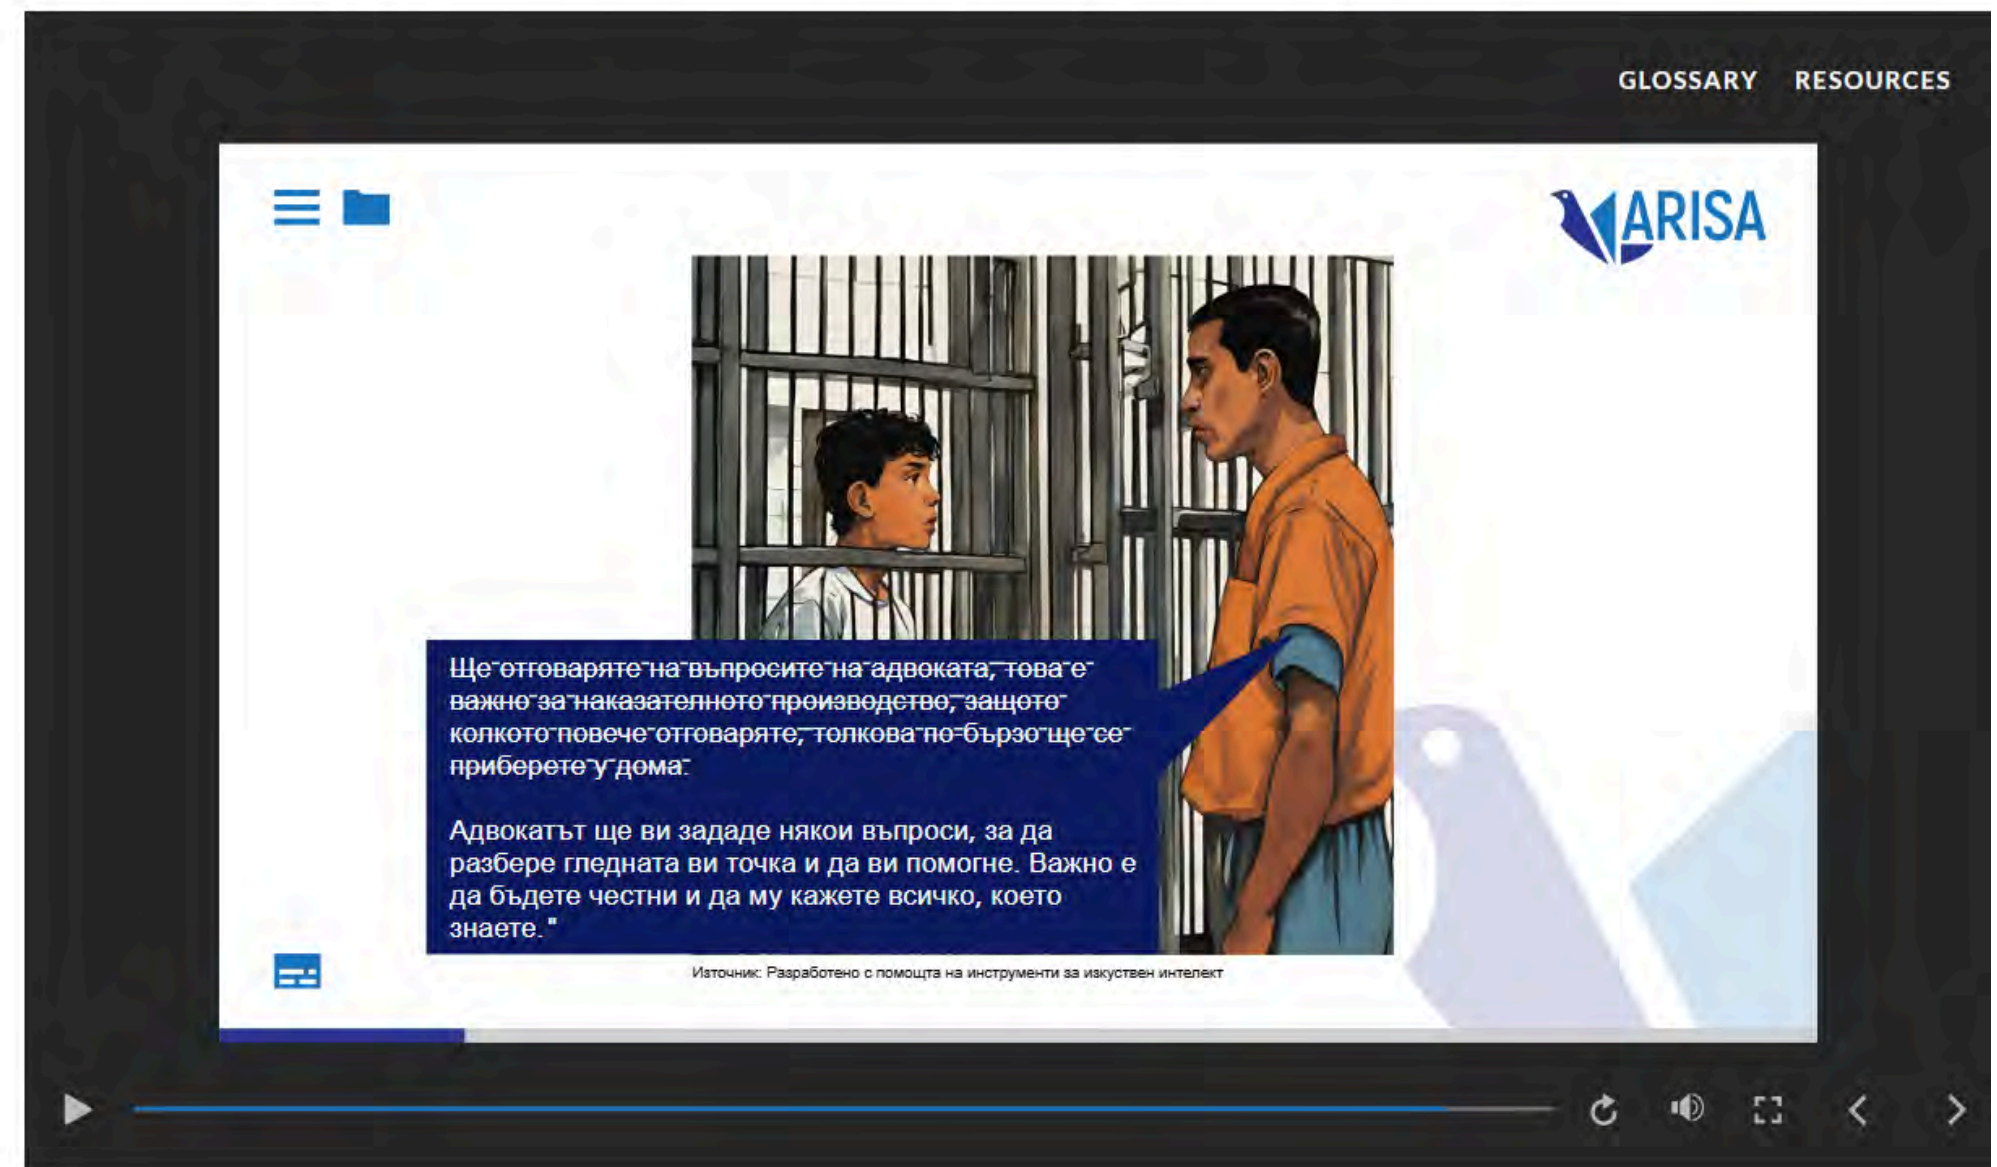 GLOSSARY RESOURCES
ARISA
Ще отговаряте на въпросите на адвоката, това е
важно за наказателното производство, защото
колкото повече отговаряте, толкова по-бързо ще се
приберете у дома.
Адвокатът ще ви зададе някои въпроси, за да
разбере гледната ви точка и да ви помогне. Важно е
да бъдете честни и да му кажете всичко, което
знаете."
Източник: Разработено с помощта на инструменти за изкуствен интелект